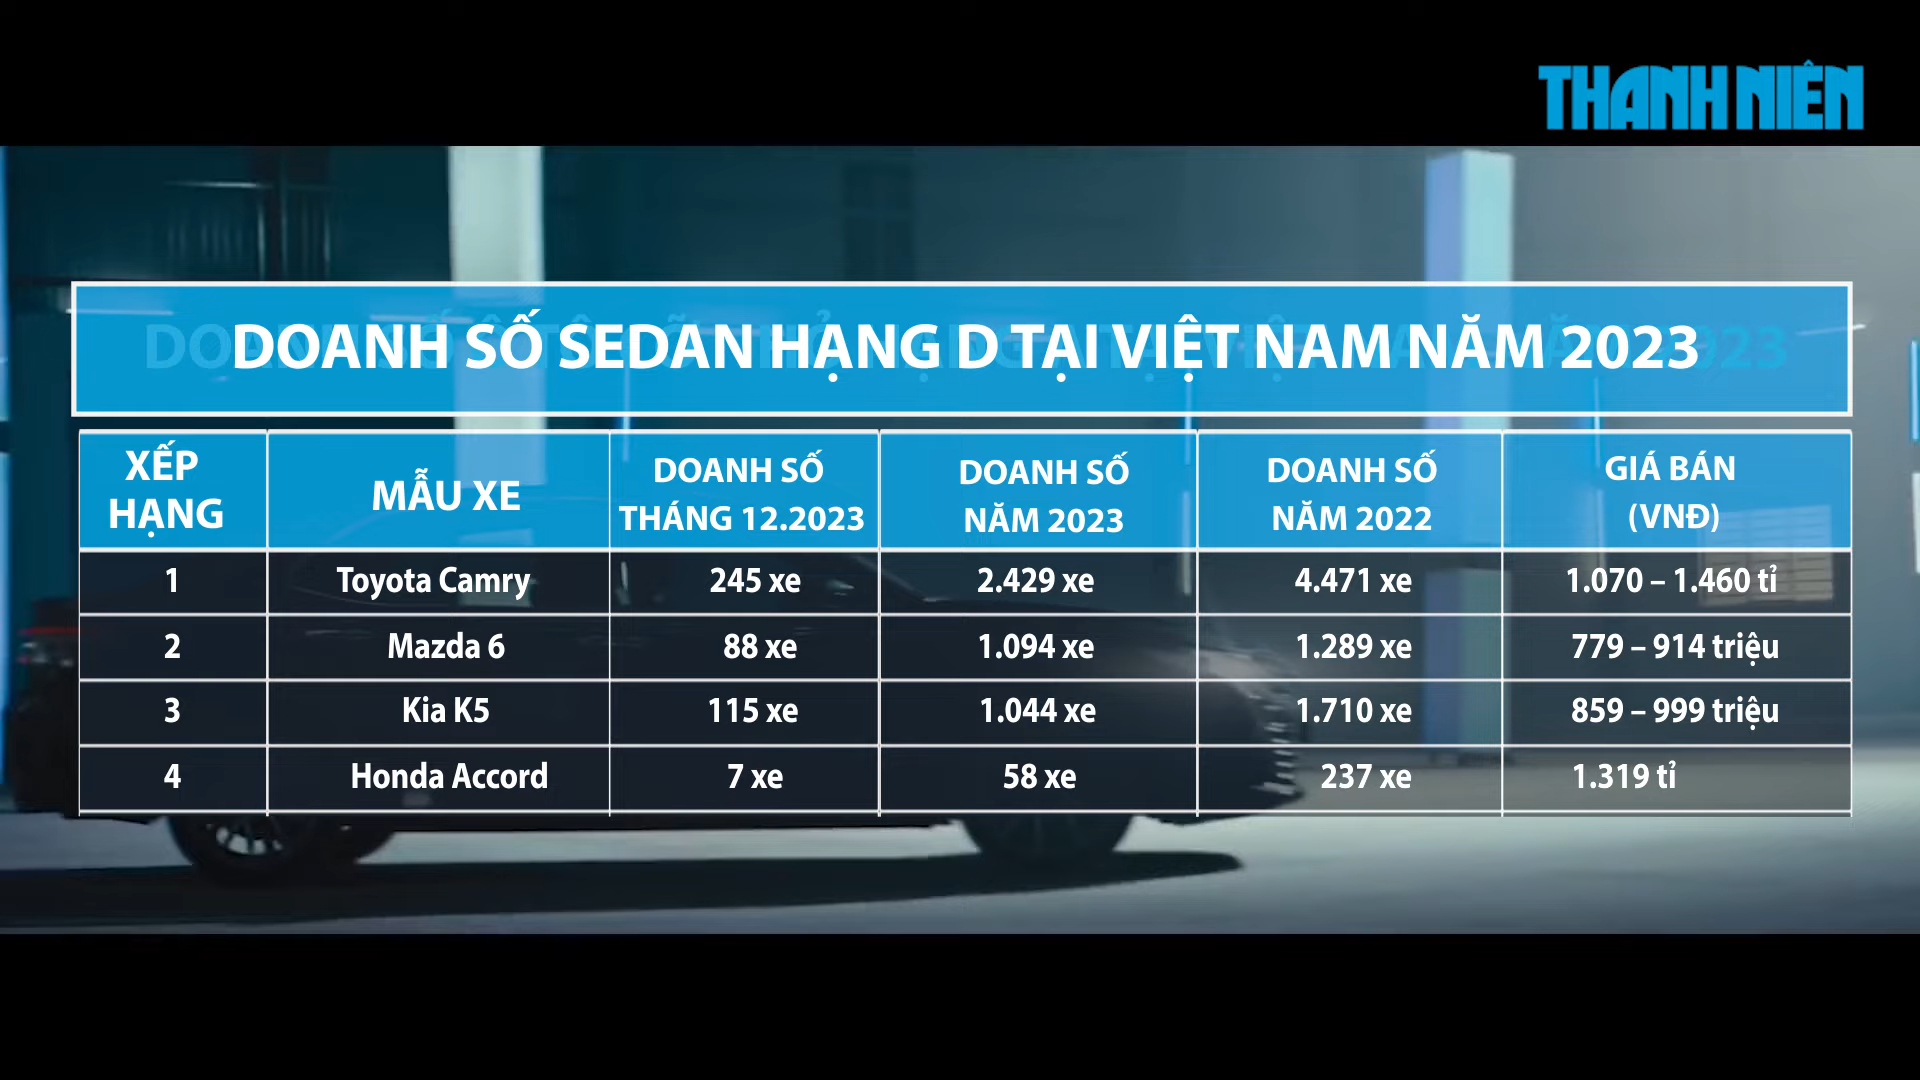 THANH NIÊN
DOANH SỐ SEDAN HẠNG D TẠI VIỆT NAM NĂM 2023
XẾP HẠNG
MẪU XE
DOANH SỐ THÁNG 12.2023
DOANH SỐ NĂM 2023
DOANH SỐ NĂM 2022
GIÁ BÁN (VNĐ)
1 Toyota Camry 245 xe 2.429 xe 4.471 xe 1.070 – 1.460 tỉ
2 Mazda 6 88 xe 1.094 xe 1.289 xe 779 – 914 triệu
3 Kia K5 115 xe 1.044 xe 1.710 xe 859 – 999 triệu
4 Honda Accord 7 xe 58 xe 237 xe 1.319 tỉ